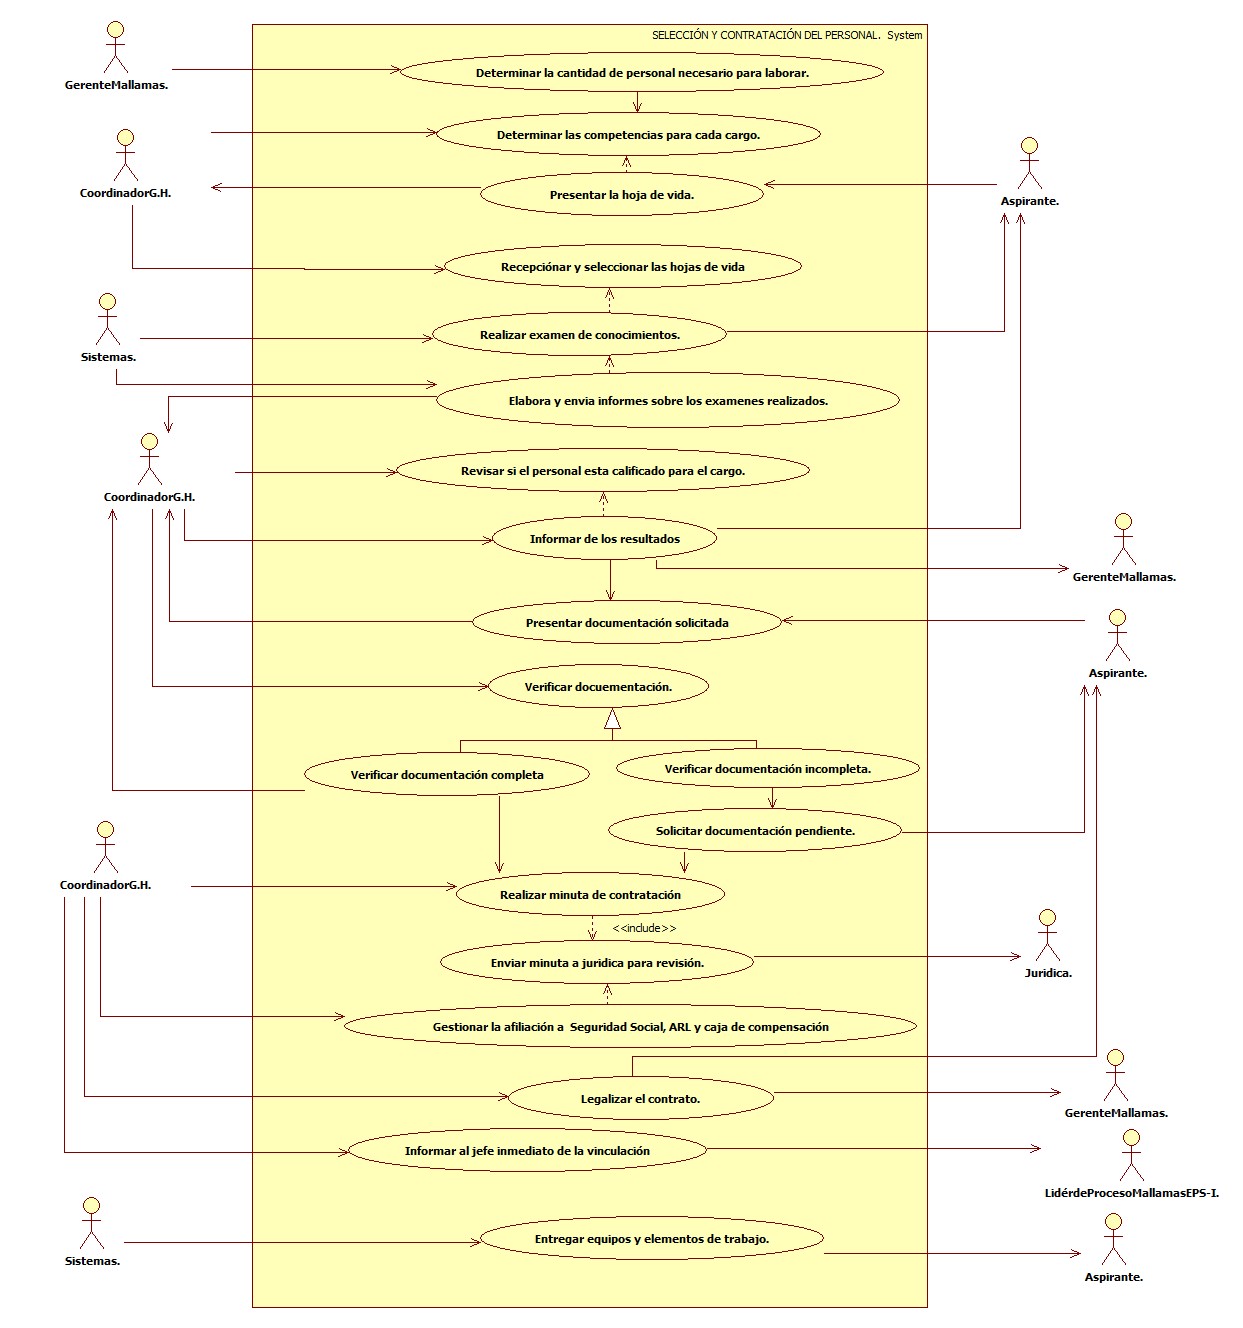 SELECCIÓN Y CONTRATACIÓN DEL PERSONAL. System
GerenteMallamas.
Determinar la cantidad de personal necesario para laborar.
Determinar las competencias para cada cargo.
CoordinadorG.H.
Presentar la hoja de vida.
Aspirante.
Recepciónar y seleccionar las hojas de vida
Sistemas.
Realizar examen de conocimientos.
Elabora y envia informes sobre los examenes realizados.
CoordinadorG.H.
Revisar si el personal esta calificado para el cargo.
Informar de los resultados
GerenteMallamas.
Presentar documentación solicitada
Aspirante.
Verificar docuementación.
Verificar documentación completa
Verificar documentación incompleta.
Solicitar documentación pendiente.
CoordinadorG.H.
Realizar minuta de contratación
<<include>>
Enviar minuta a juridica para revisión.
Juridica.
Gestionar la afiliación a  Seguridad Social, ARL y caja de compensación
Legalizar el contrato.
GerenteMallamas.
Informar al jefe inmediato de la vinculación
LidérdeProcesoMallamasEPS-I.
Sistemas.
Entregar equipos y elementos de trabajo.
Aspirante.